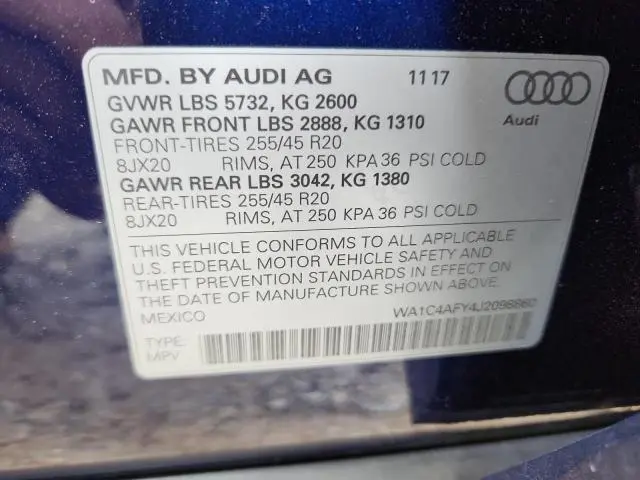 MFD. BY AUDI AG 11 17
GVWR LBS 5732, KG 2600
GAWR FRONT LBS 2888, KG 1310
Audi
FRONT-TIRES 255/45 R20
8JX20 RIMS, AT 250 KPA 36 PSI COLD
GAWR REAR LBS 3042, KG 1380
REAR-TIRES 255/45 R20
8JX20 RIMS, AT 250 KPA 36 PSI COLD
THIS VEHICLE CONFORMS TO ALL APPLICABLE
U.S. FEDERAL MOTOR VEHICLE SAFETY AND
THEFT PREVENTION STANDARDS IN EFFECT ON
THE DATE OF MANUFACTURE SHOWN ABOVE.
MEXICO
TYPE:
MPV